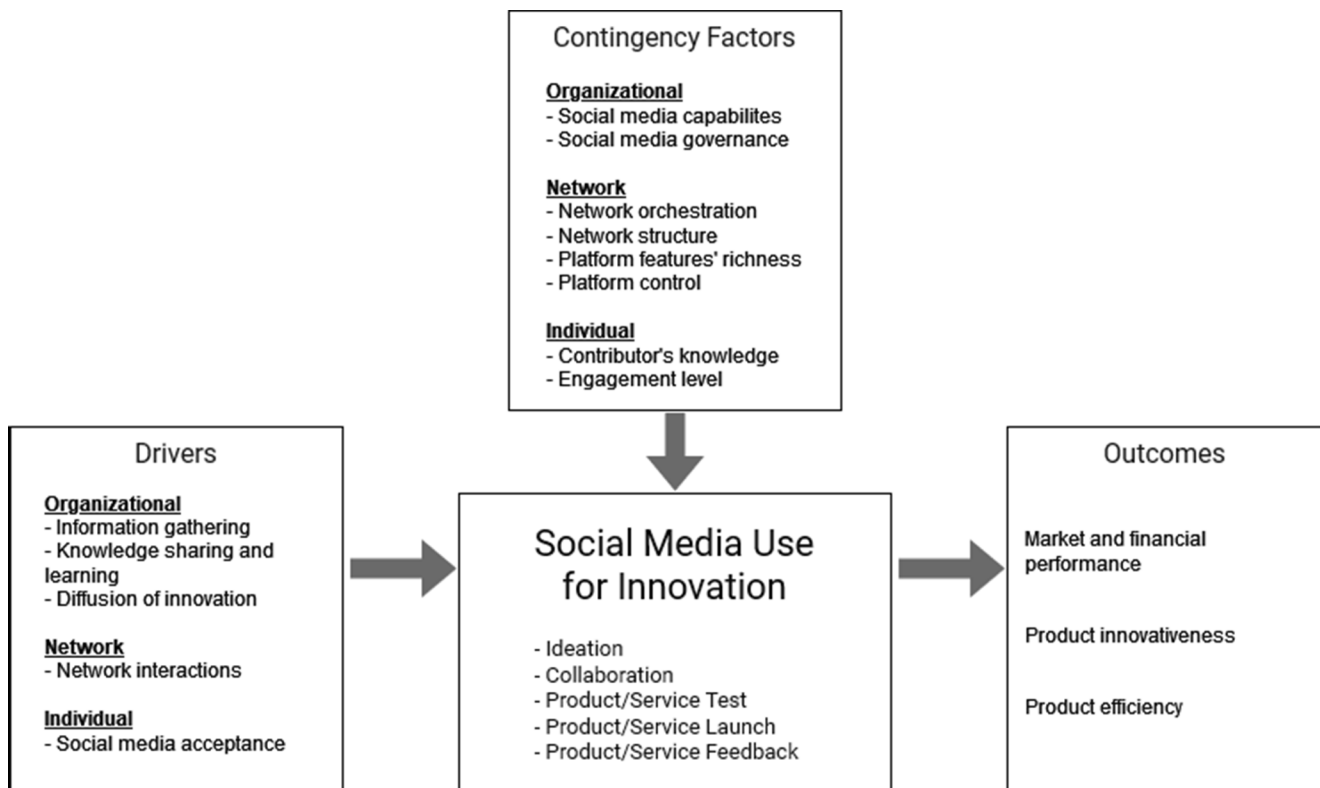 Contingency Factors
Organizational
- Social media capabilites
- Social media governance
Network
- Network orchestration
- Network structure
- Platform features' richness
- Platform control
Individual
- Contributor's knowledge
- Engagement level
Drivers
Organizational
- Information gathering
- Knowledge sharing and
learning
- Diffusion of innovation
Network
- Network interactions
Individual
- Social media acceptance
Social Media Use
for Innovation
- Ideation
- Collaboration
- Product/Service Test
- Product/Service Launch
- Product/Service Feedback
Outcomes
Market and financial
performance
Product innovativeness
Product efficiency